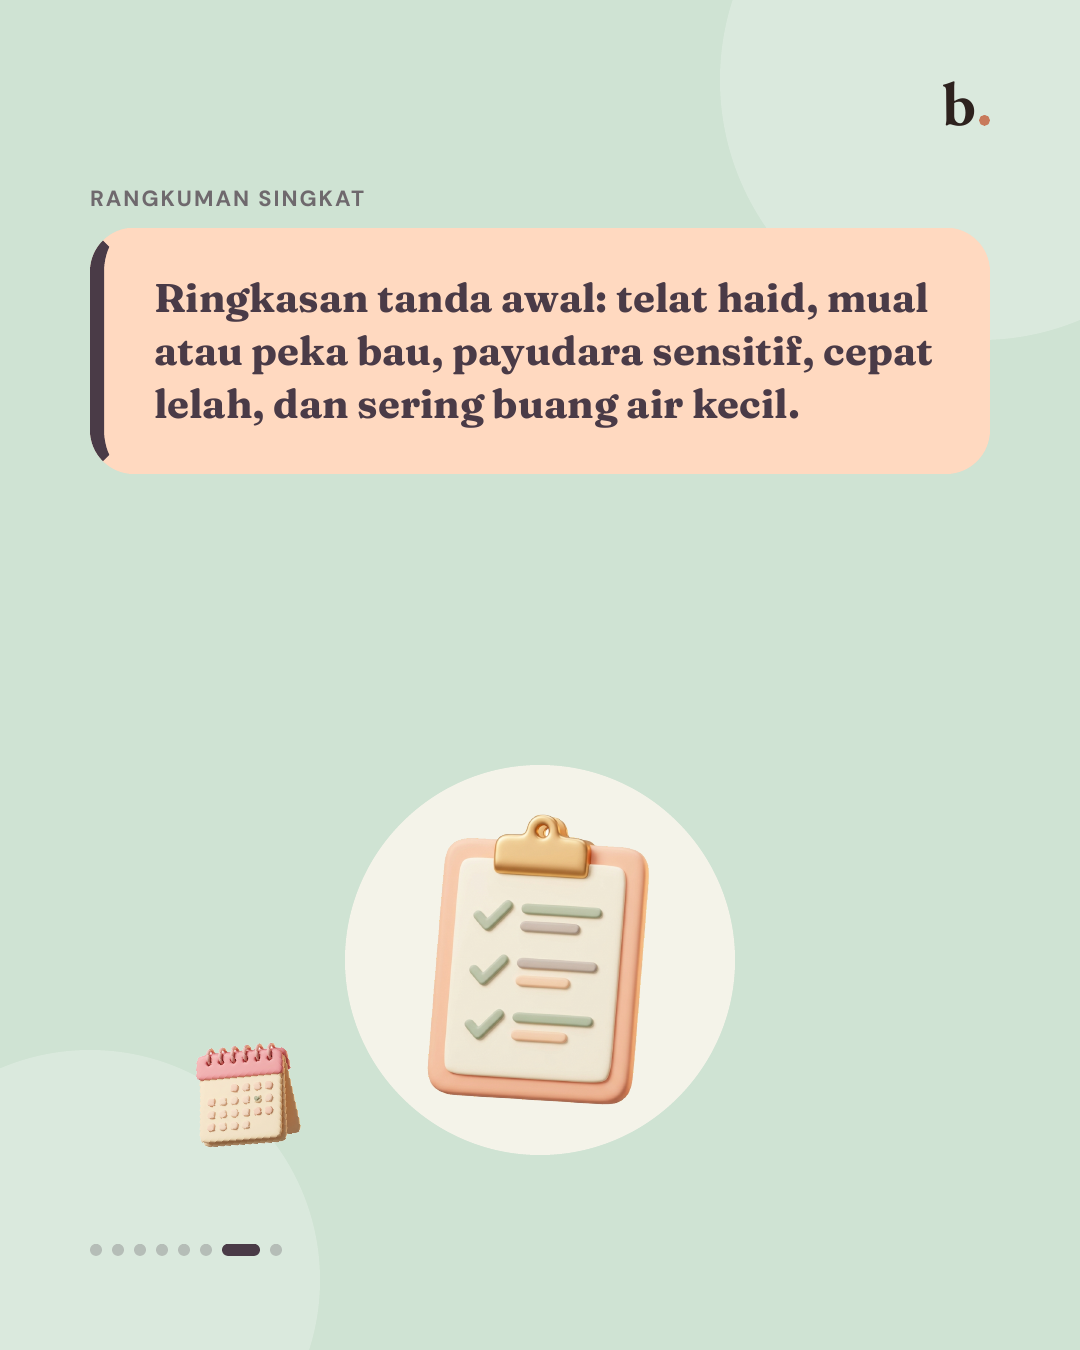 b.
RANGKUMAN SINGKAT
Ringkasan tanda awal: telat haid, mual
atau peka bau, payudara sensitif, cepat
lelah, dan sering buang air kecil.